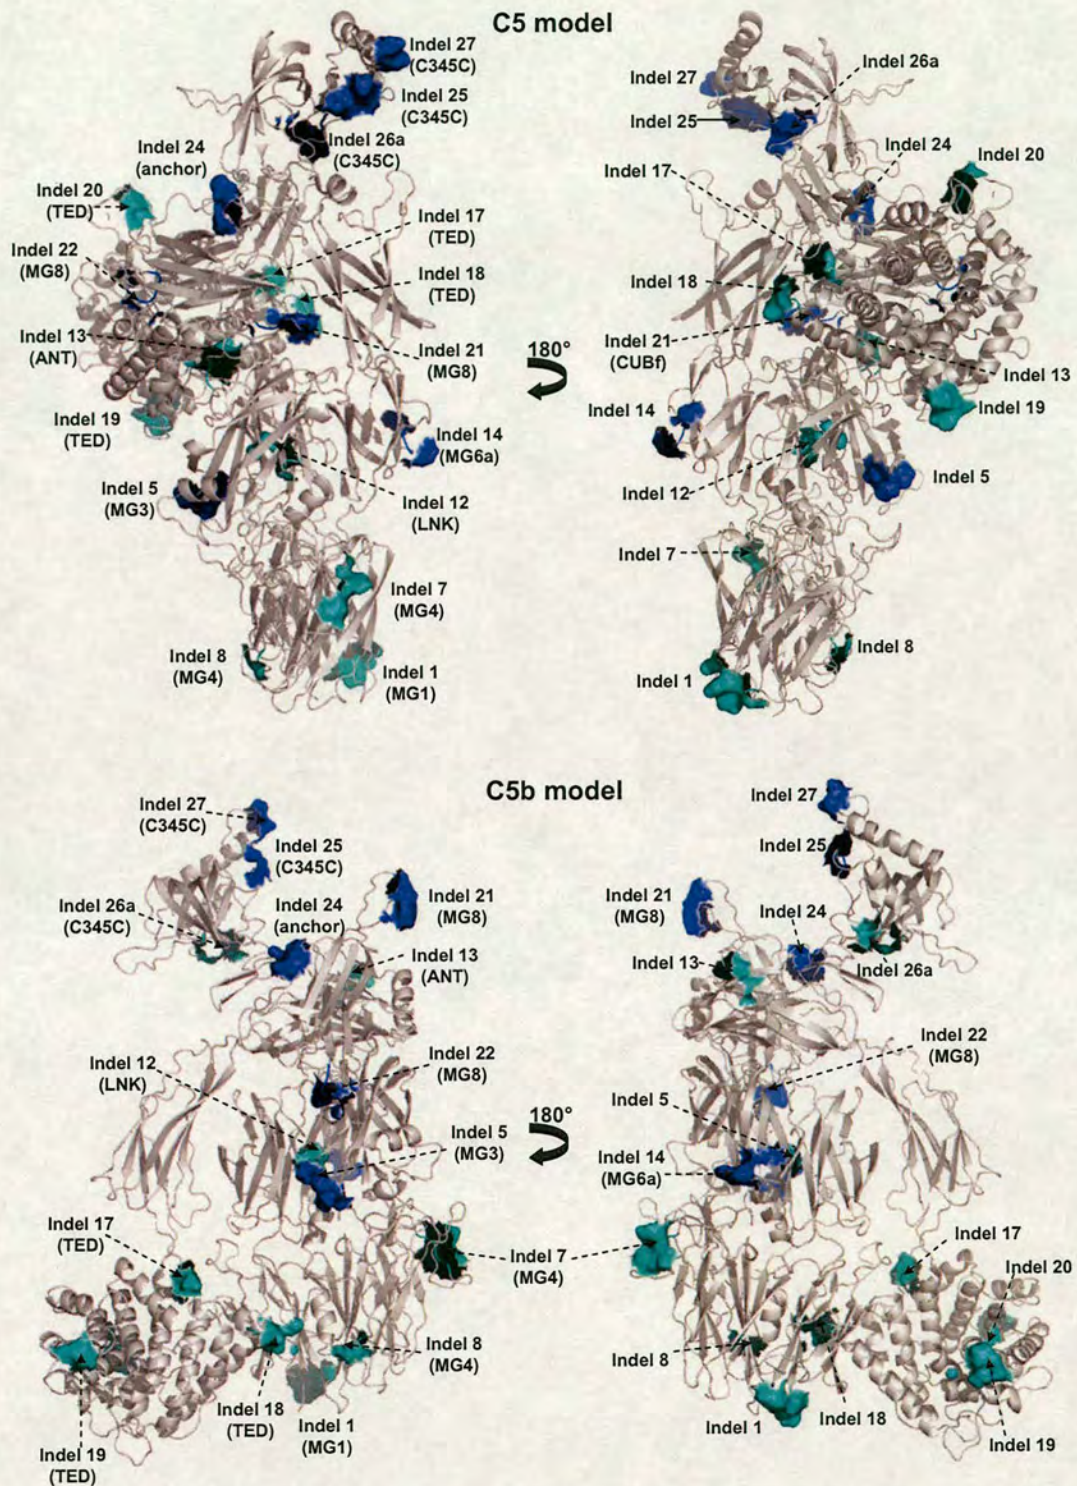 C5 model
Indel 27
(C345C)
Indel 25
(C345C)
Indel 26a
(C345C)
Indel 24
(anchor)
Indel 20
(TED)
Indel 17
(TED)
Indel 22
(MG8)
Indel 18
(TED)
Indel 13
(ANT)
Indel 21
(MG8)
Indel 19
(TED)
Indel 14
(MG6a)
Indel 5
(MG3)
Indel 12
(LNK)
Indel 7
(MG4)
Indel 8
(MG4)
Indel 1
(MG1)
180°
Indel 27
Indel 26a
Indel 25
Indel 24
Indel 20
Indel 17
Indel 18
Indel 21
(CUBf)
Indel 13
Indel 14
Indel 19
Indel 12
Indel 5
Indel 7
Indel 8
Indel 1
C5b model
Indel 27
(C345C)
Indel 25
(C345C)
Indel 26a
(C345C)
Indel 24
(anchor)
Indel 21
(MG8)
Indel 13
(ANT)
Indel 12
(LNK)
Indel 22
(MG8)
Indel 5
(MG3)
Indel 17
(TED)
Indel 7
(MG4)
Indel 8
(MG4)
Indel 18
(TED)
Indel 1
(MG1)
Indel 19
(TED)
180°
Indel 27
Indel 25
Indel 21
(MG8)
Indel 24
Indel 13
Indel 26a
Indel 22
(MG8)
Indel 5
Indel 14
(MG6a)
Indel 17
Indel 20
Indel 8
Indel 1
Indel 18
Indel 19